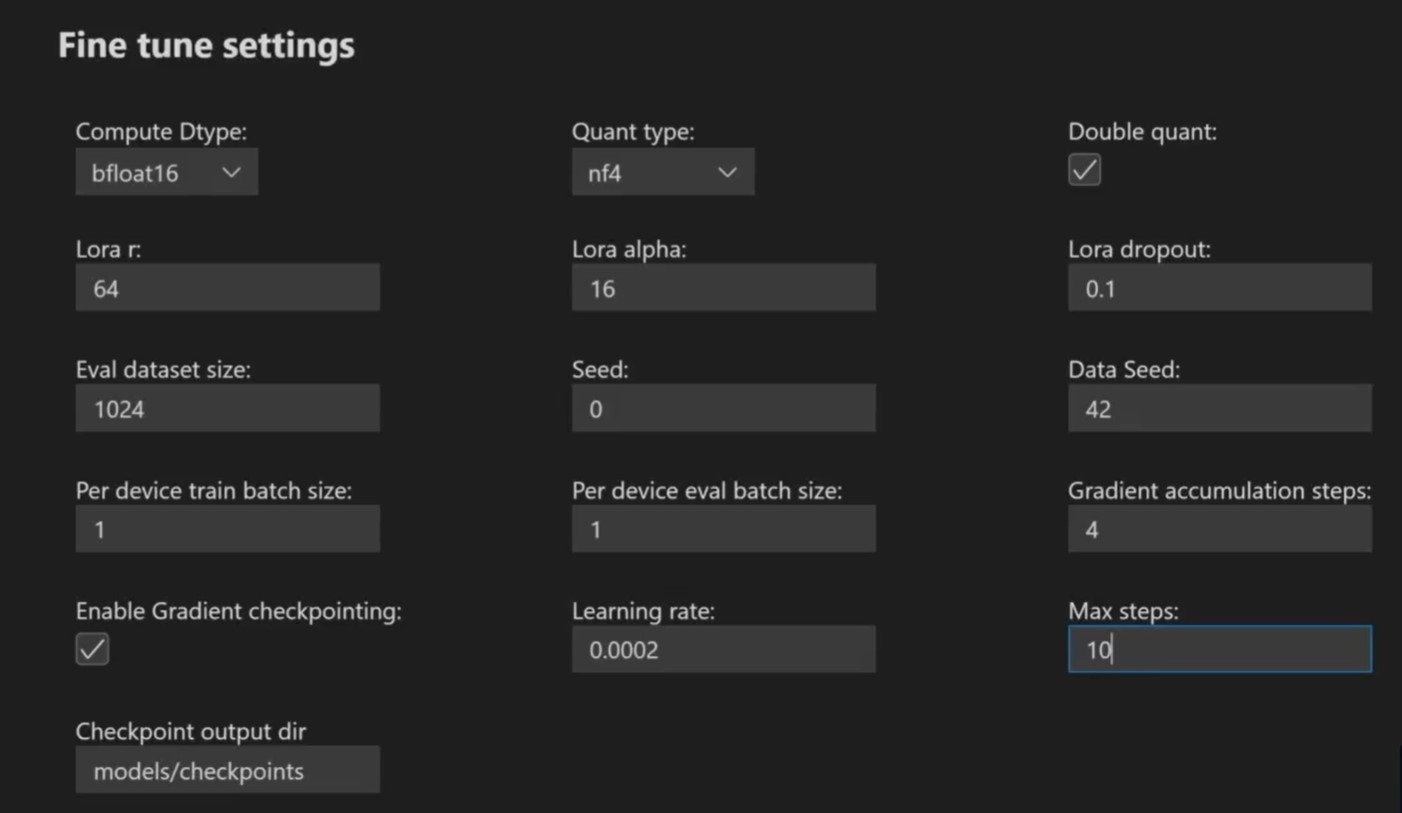 Fine tune settings
Compute Dtype: Quant type: Double quant:
bfloat16 nf4
Lora r: Lora alpha: Lora dropout:
64 16 0.1
Eval dataset size: Seed: Data Seed:
1024 0 42
Per device train batch size: Per device eval batch size: Gradient accumulation steps:
1 1 4
Enable Gradient checkpointing: Learning rate: Max steps:
0.0002 10
Checkpoint output dir
models/checkpoints